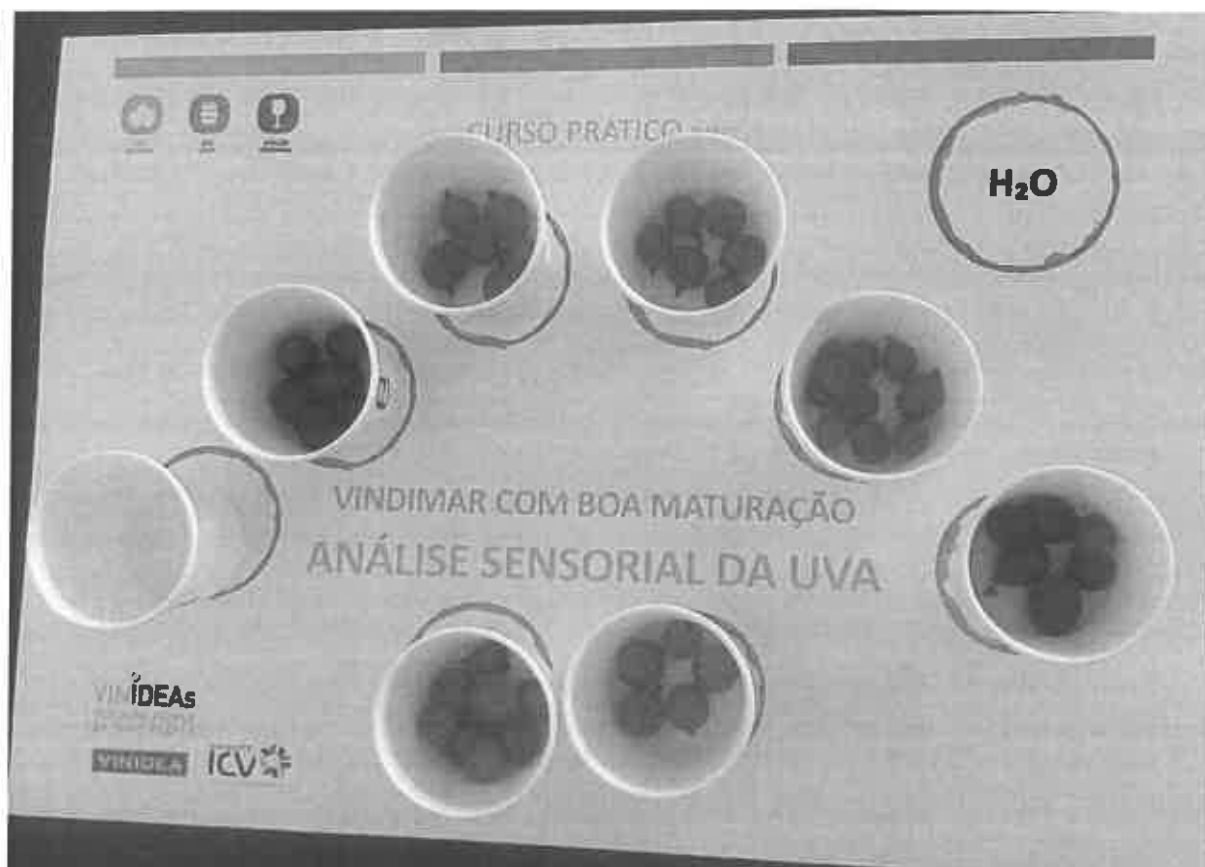 CURSO PRATICO
H₂O
VINDIMAR COM BOA MATURAÇÃO
ANÁLISE SENSORIAL DA UVA
VINIDEAs
VINIDEA
ICV